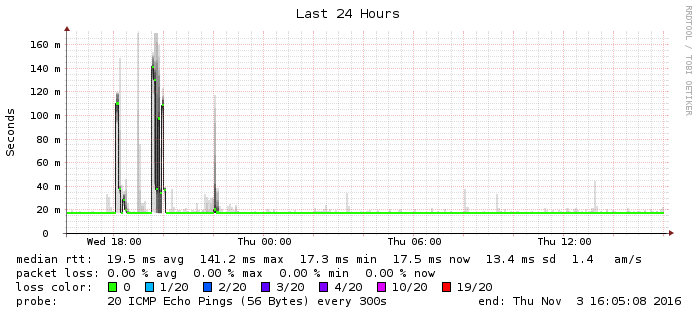 Last 24 Hours
RRDTOOL / TOBI OETIKER
Seconds
160 m
140 m
120 m
100 m
80 m
60 m
40 m
20 m
0
Wed 18:00 Thu 00:00 Thu 06:00 Thu 12:00
median rtt: 19.5 ms avg 141.2 ms max 17.3 ms min 17.5 ms now 13.4 ms sd 1.4 am/s
packet loss: 0.00 % avg 0.00 % max 0.00 % min 0.00 % now
loss color: 0 1/20 2/20 3/20 4/20 10/20 19/20
probe: 20 ICMP Echo Pings (56 Bytes) every 300s end: Thu Nov 3 16:05:08 2016